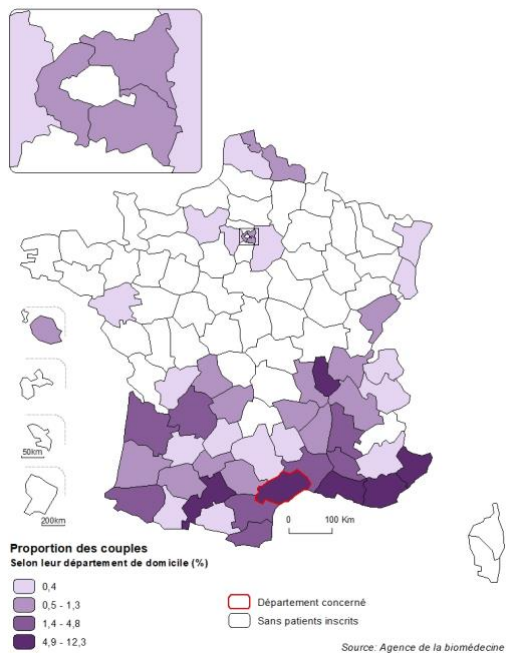 50km
200km
0 100 Km
Proportion des couples
Selon leur département de domicile (%)
0,4
0,5 - 1,3
1,4 - 4,8
4,9 - 12,3
Département concerné
Sans patients inscrits
Source: Agence de la biomédecine